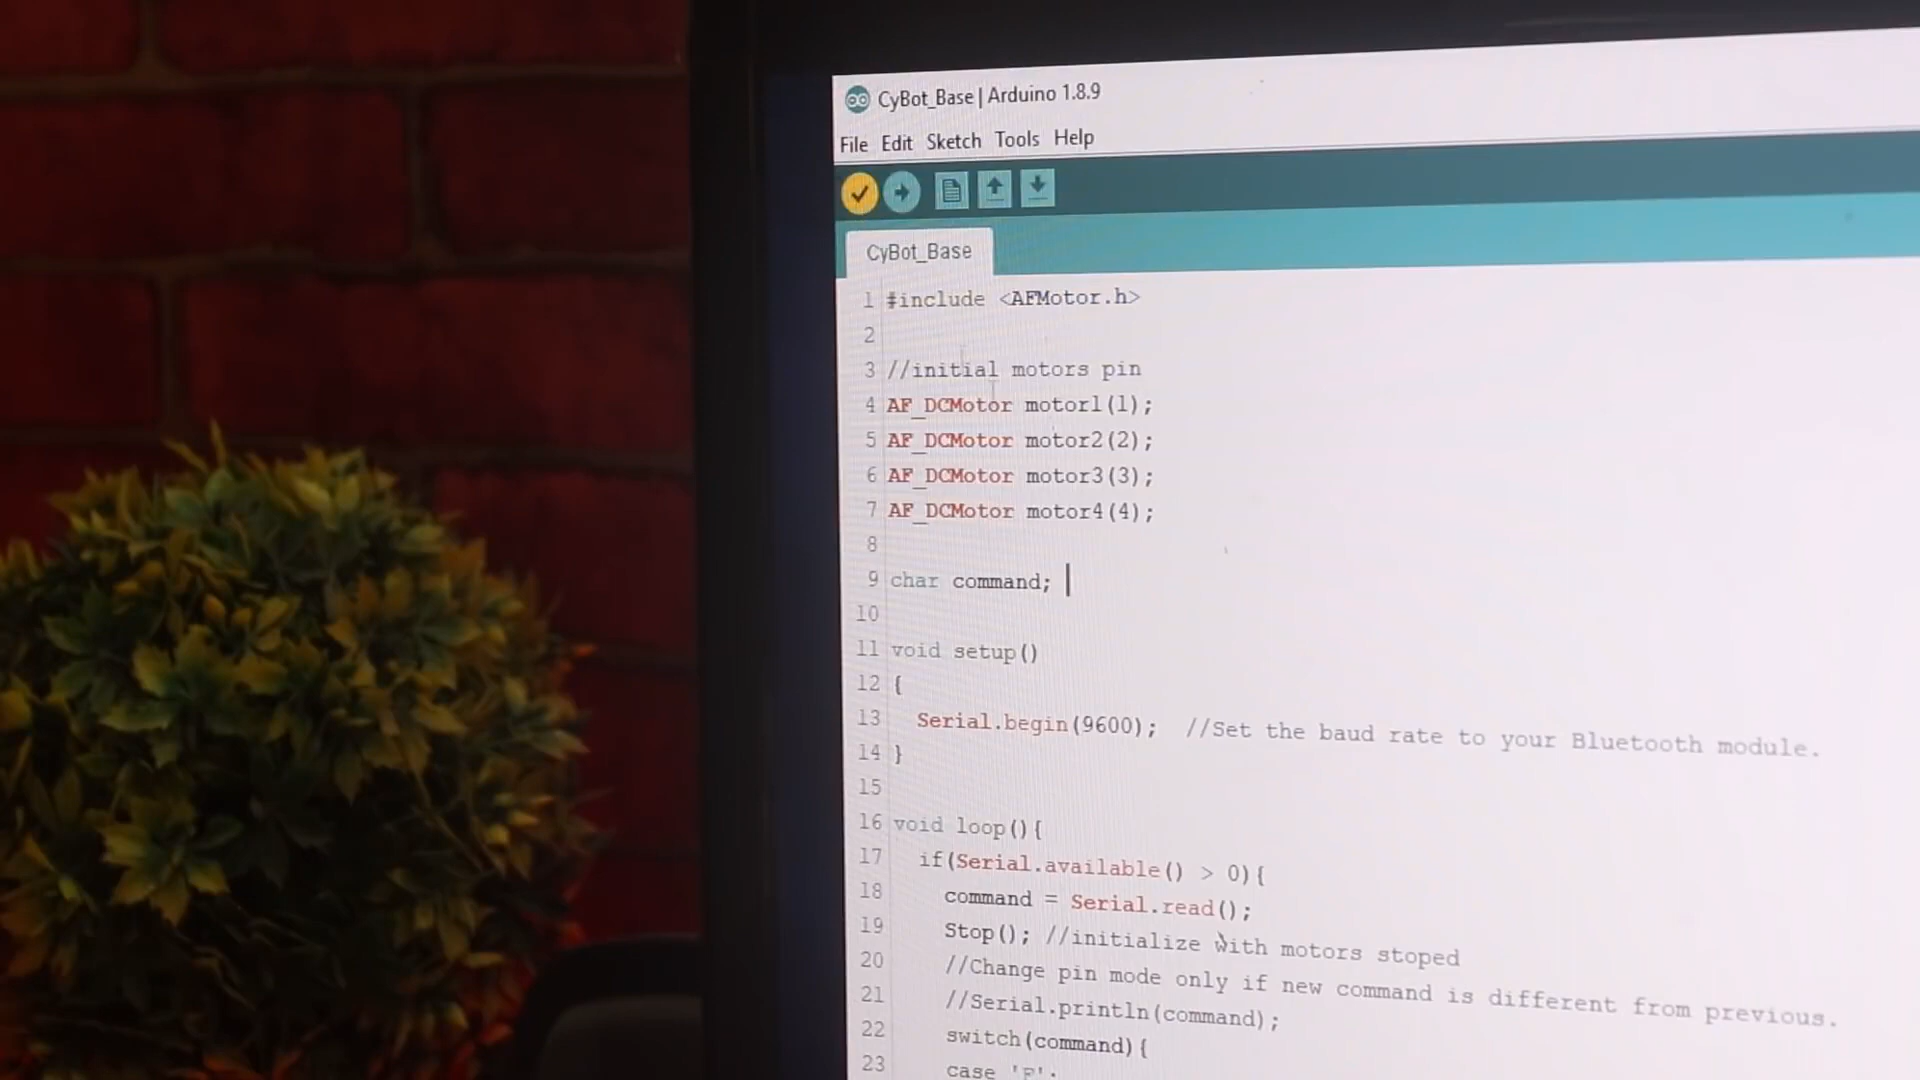 CyBot_Base | Arduino 1.8.9
File Edit Sketch Tools Help
CyBot_Base
1 #include <AFMotor.h>
2
3 //initial motors pin
4 AF_DCMotor motor1(1);
5 AF_DCMotor motor2(2);
6 AF_DCMotor motor3(3);
7 AF_DCMotor motor4(4);
8
9 char command;
10
11 void setup()
12 {
13 Serial.begin(9600); //Set the baud rate to your Bluetooth module.
14 }
15
16 void loop(){
17 if(Serial.available() > 0){
18 command = Serial.read();
19 Stop(); //initialize with motors stoped
20 //Change pin mode only if new command is different from previous.
21 //Serial.println(command);
22 switch(command){
23 case 'F':